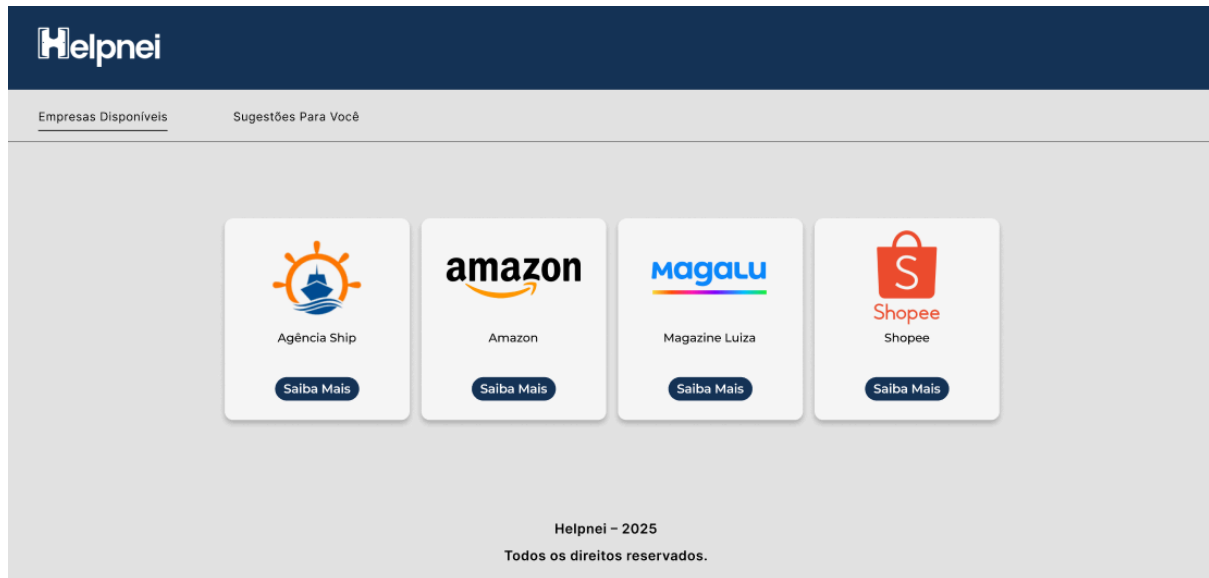 Helpnei
Empresas Disponíveis
Sugestões Para Você
amazon
Magalu
S
Shopee
Agência Ship
Amazon
Magazine Luiza
Shopee
Saiba Mais
Saiba Mais
Saiba Mais
Saiba Mais
Helpnei – 2025
Todos os direitos reservados.